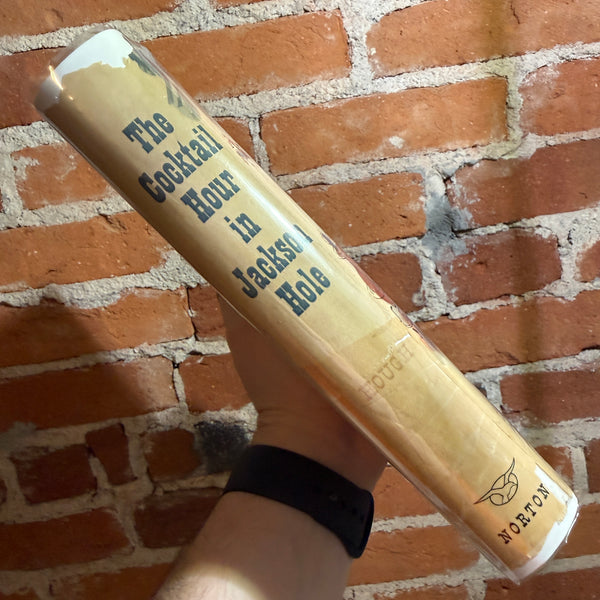 The
Cocktail
Hour
in
Jackson
Hole
HOUGH
NORTON